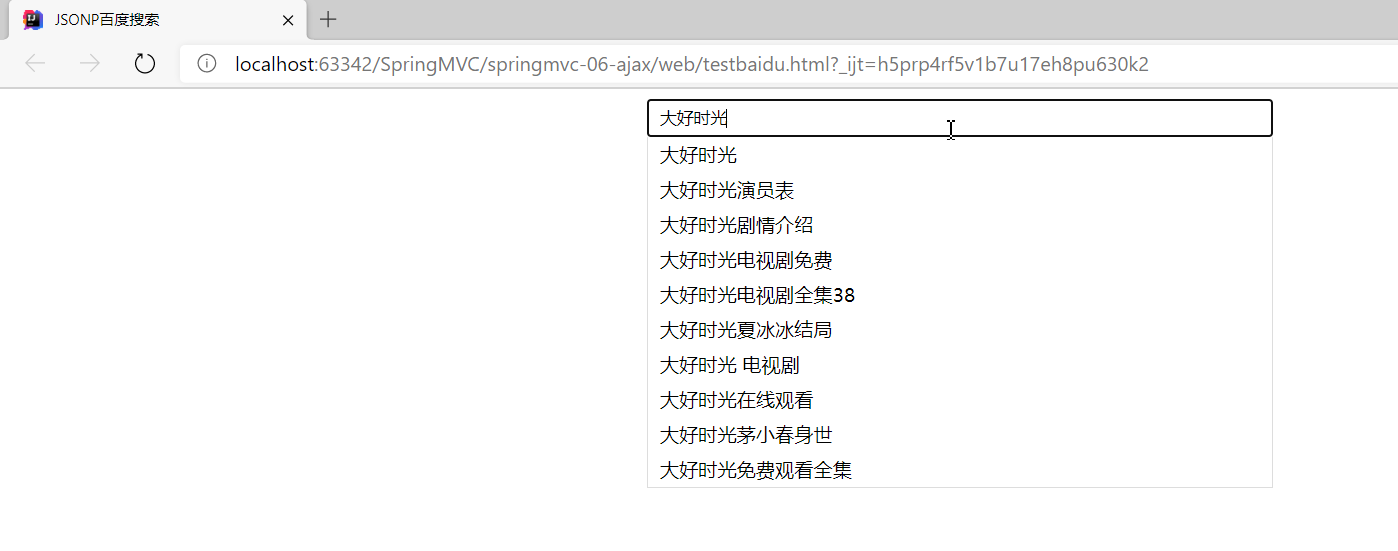 JSONP百度搜索
localhost:63342/SpringMVC/springmvc-06-ajax/web/testbaidu.html?_ijt=h5prp4rf5v1b7u17eh8pu630k2
大好时光
大好时光
大好时光演员表
大好时光剧情介绍
大好时光电视剧免费
大好时光电视剧全集38
大好时光夏冰冰结局
大好时光 电视剧
大好时光在线观看
大好时光茅小春身世
大好时光免费观看全集